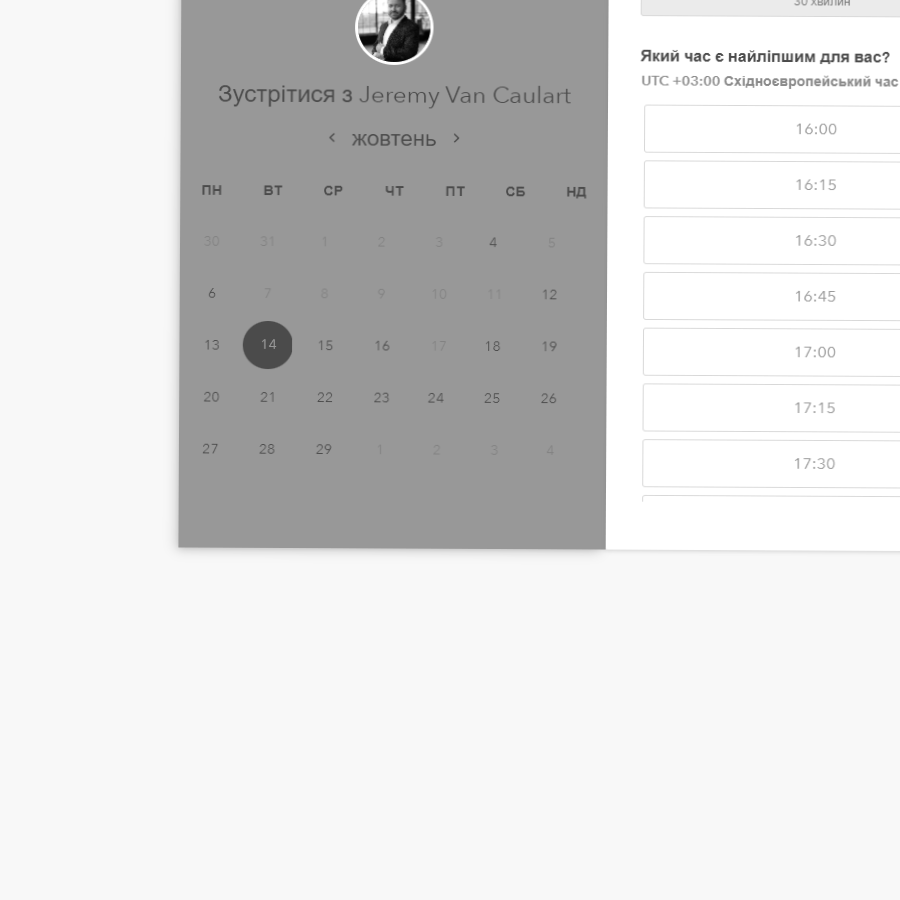 Зустрітися з Jeremy Van Caulart
жовтень
ПН ВТ СР ЧТ ПТ СБ НД
30 31 1 2 3 4 5
6 7 8 9 10 11 12
13 14 15 16 17 18 19
20 21 22 23 24 25 26
27 28 29 1 2 3 4
30 хвилин
Який час є найліпшим для вас?
UTC +03:00 Східноєвропейський час
16:00
16:15
16:30
16:45
17:00
17:15
17:30